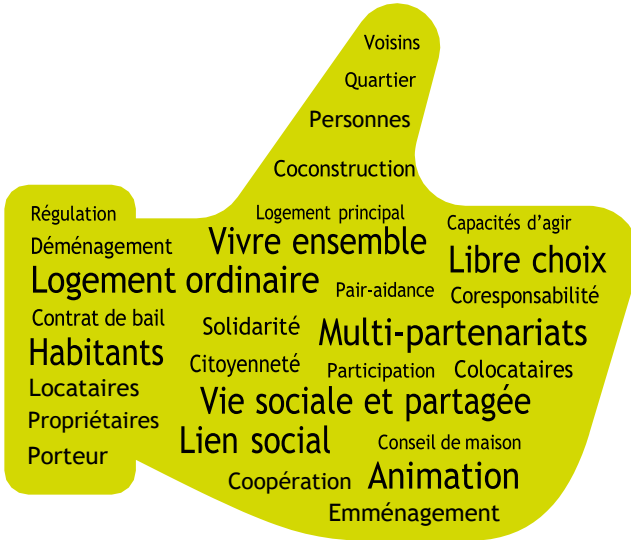 Voisins
Quartier
Personnes
Coconstruction
Régulation
Logement principal
Capacités d’agir
Déménagement
Vivre ensemble
Libre choix
Logement ordinaire
Pair-aidance
Coresponsabilité
Contrat de bail
Solidarité
Multi-partenariats
Habitants
Citoyenneté
Participation
Colocataires
Locataires
Vie sociale et partagée
Propriétaires
Lien social
Conseil de maison
Porteur
Coopération
Animation
Emménagement